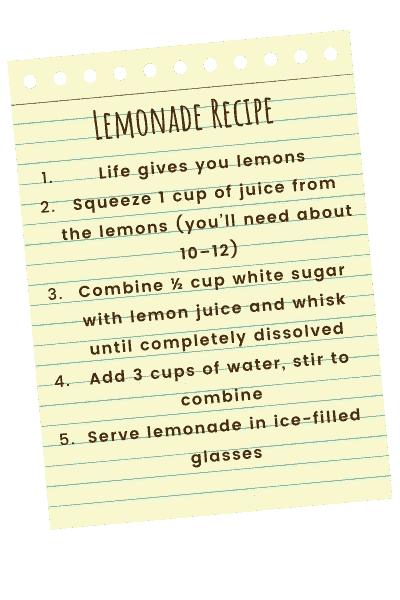 Lemonade Recipe
1. Life gives you lemons
2. Squeeze 1 cup of juice from
the lemons (you'll need about
10-12)
3. Combine ½ cup white sugar
with lemon juice and whisk
until completely dissolved
4. Add 3 cups of water, stir to
combine
5. Serve lemonade in ice-filled
glasses